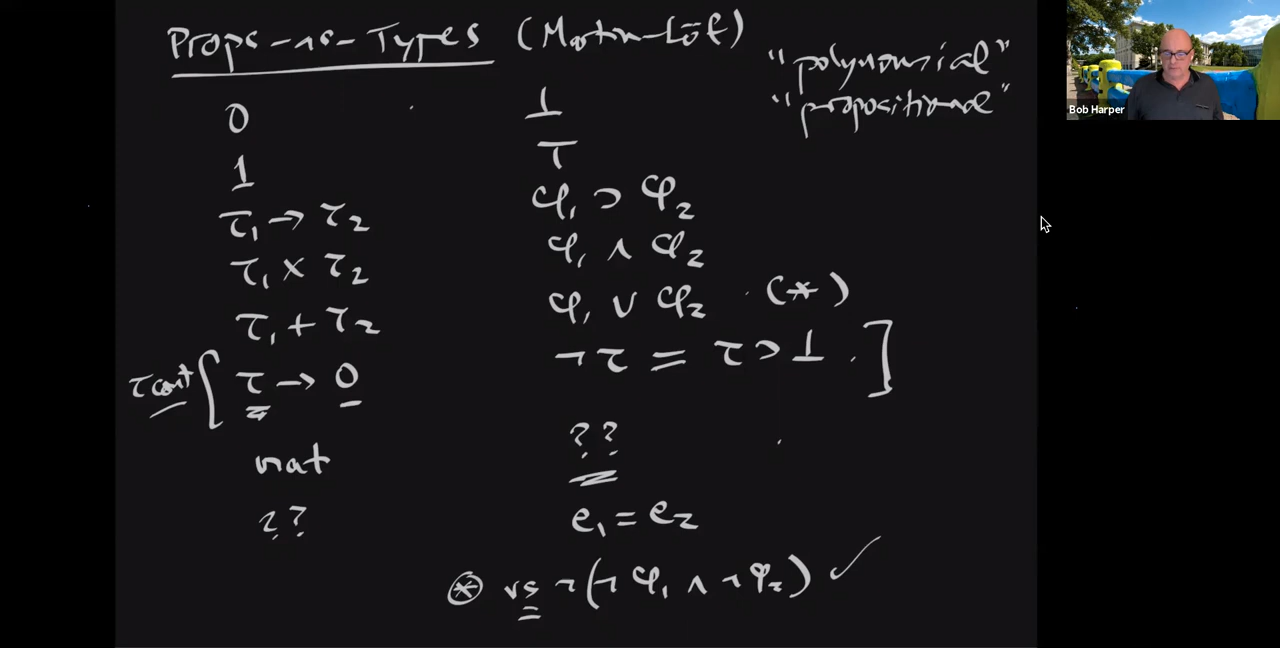 Props-as-Types (Martin-Löf)
"polynomial"
"propositional"
0 ⊥
1 ⊤
τ₁ → τ₂ φ₁ ⊃ φ₂
τ₁ × τ₂ φ₁ ∧ φ₂
τ₁ + τ₂ φ₁ ∨ φ₂ (*)
τ cont { τ → 0 ¬τ = τ ⊃ ⊥ ]
nat ??
?? e₁ = e₂
⊛ vs ¬(¬φ₁ ∧ ¬φ₂) ✓
Bob Harper